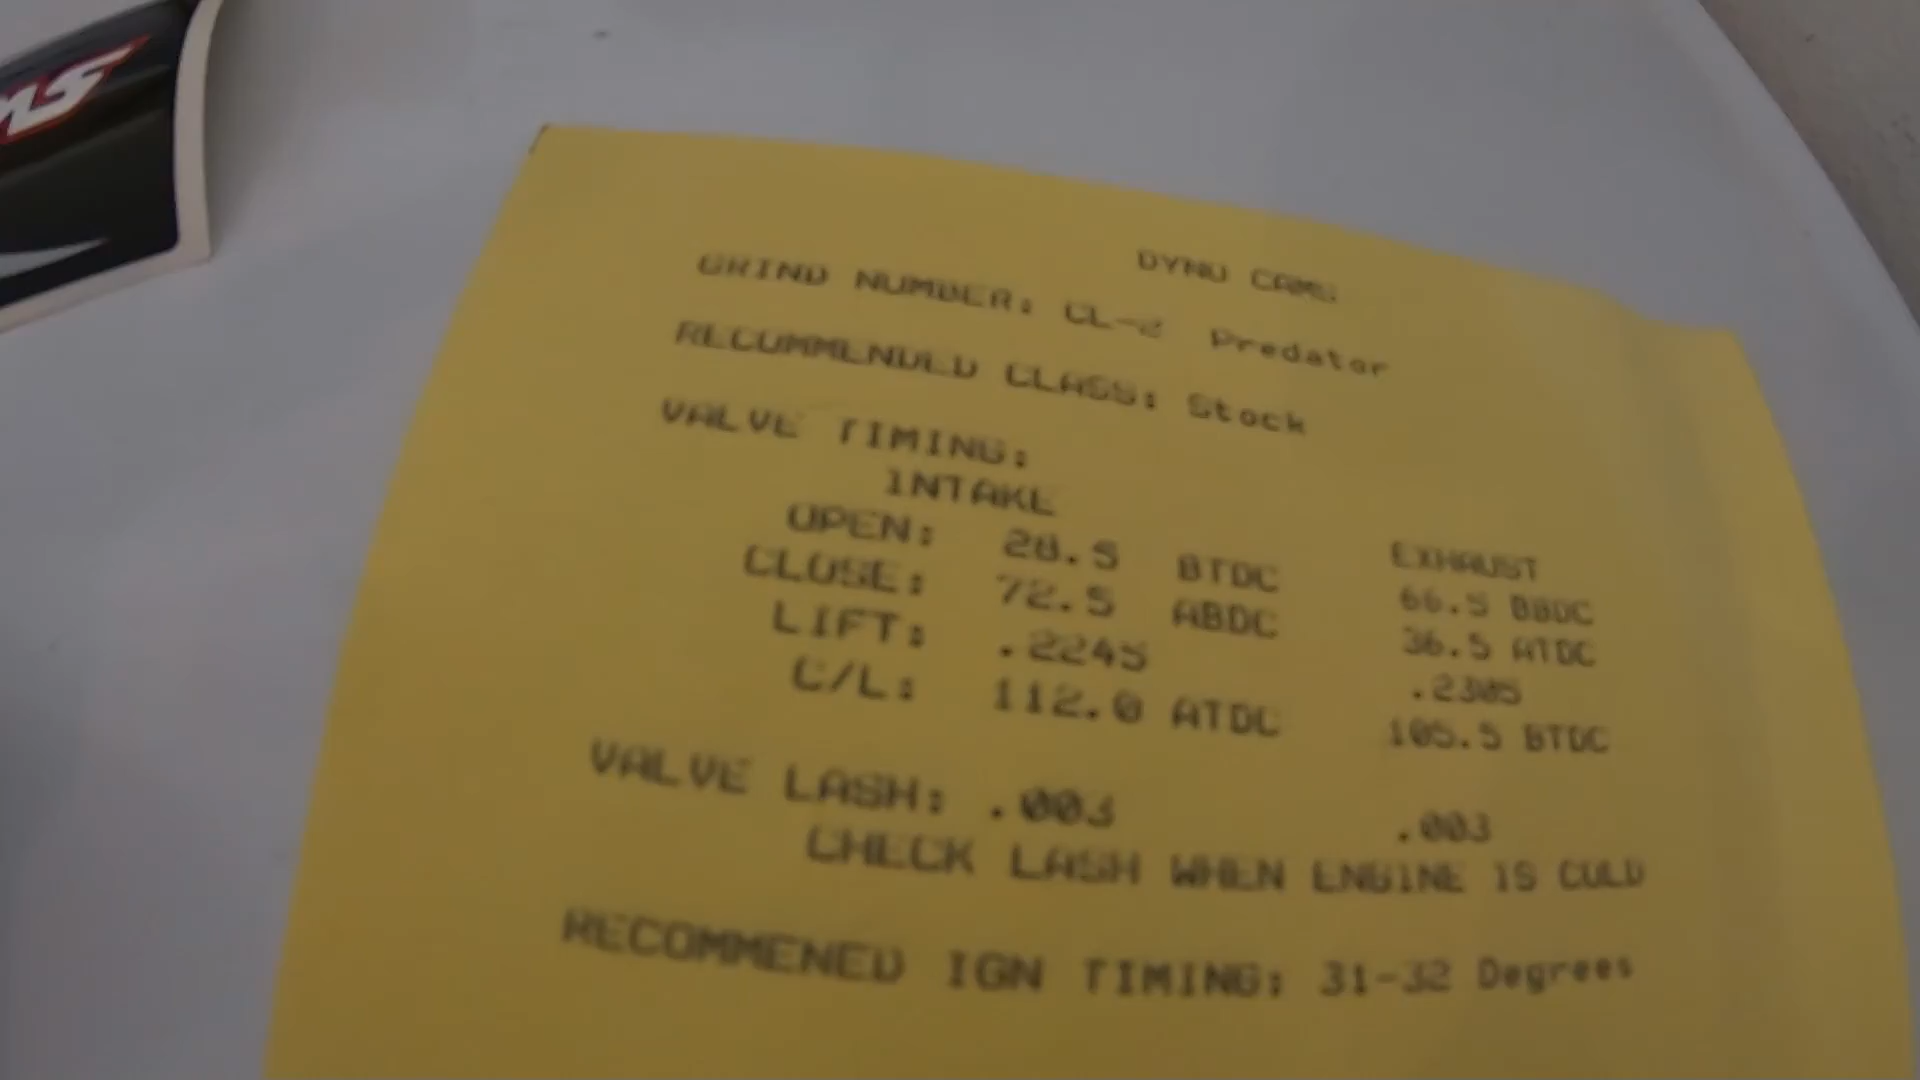 DYNO CAMS
GRIND NUMBER: CL-2 Predator
RECOMMENDED CLASS: Stock
VALVE TIMING:
INTAKE EXHAUST
OPEN: 28.5 BTDC 66.5 BBDC
CLOSE: 72.5 ABDC 36.5 ATDC
LIFT: .2245 .2305
C/L: 112.0 ATDC 105.5 BTDC
VALVE LASH: .003 .003
CHECK LASH WHEN ENGINE IS COLD
RECOMMENED IGN TIMING: 31-32 Degrees